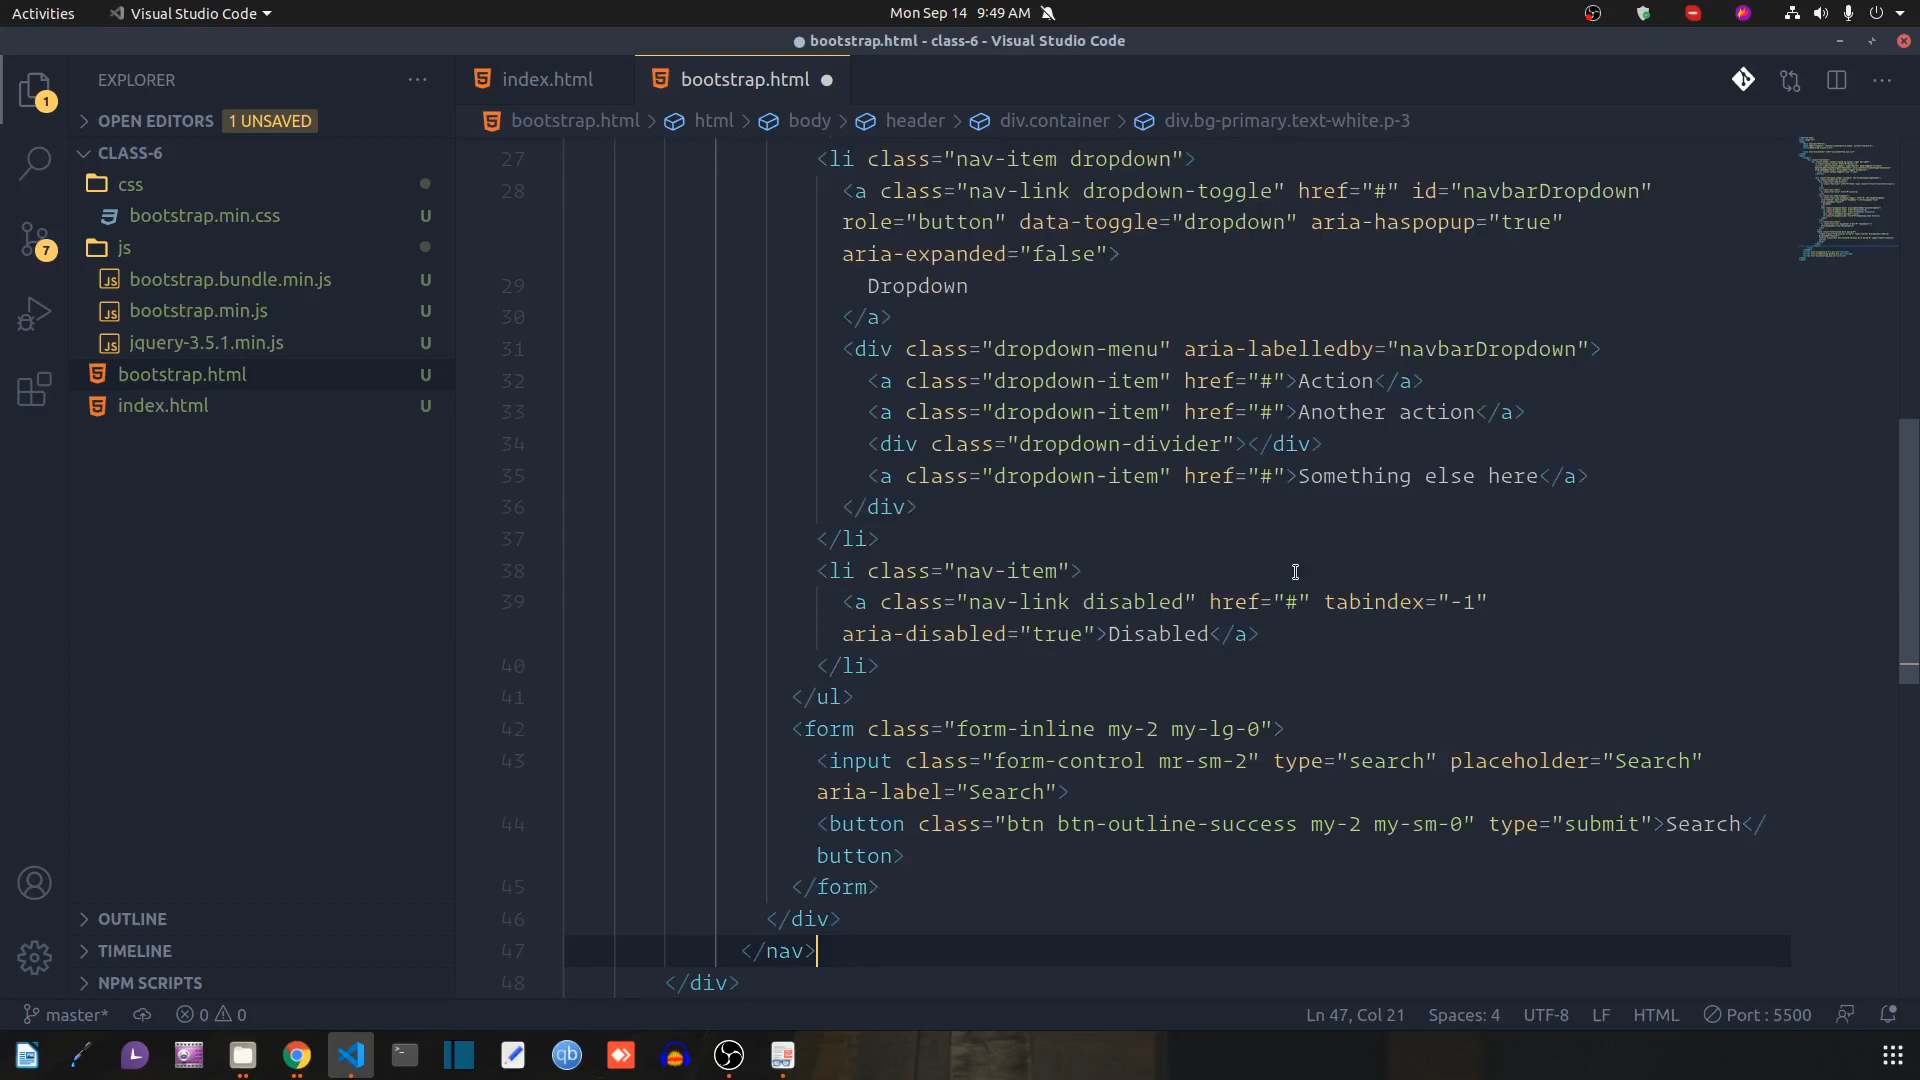 Activities
Visual Studio Code
Mon Sep 14 9:49 AM
bootstrap.html - class-6 - Visual Studio Code
EXPLORER
index.html
bootstrap.html
OPEN EDITORS 1 UNSAVED
bootstrap.html > html > body > header > div.container > div.bg-primary.text-white.p-3
CLASS-6
css
bootstrap.min.css U
js
bootstrap.bundle.min.js U
bootstrap.min.js U
jquery-3.5.1.min.js U
bootstrap.html U
index.html U
1
7
OUTLINE
TIMELINE
NPM SCRIPTS
27 <li class="nav-item dropdown">
28 <a class="nav-link dropdown-toggle" href="#" id="navbarDropdown"
role="button" data-toggle="dropdown" aria-haspopup="true"
aria-expanded="false">
29 Dropdown
30 </a>
31 <div class="dropdown-menu" aria-labelledby="navbarDropdown">
32 <a class="dropdown-item" href="#">Action</a>
33 <a class="dropdown-item" href="#">Another action</a>
34 <div class="dropdown-divider"></div>
35 <a class="dropdown-item" href="#">Something else here</a>
36 </div>
37 </li>
38 <li class="nav-item">
39 <a class="nav-link disabled" href="#" tabindex="-1"
aria-disabled="true">Disabled</a>
40 </li>
41 </ul>
42 <form class="form-inline my-2 my-lg-0">
43 <input class="form-control mr-sm-2" type="search" placeholder="Search"
aria-label="Search">
44 <button class="btn btn-outline-success my-2 my-sm-0" type="submit">Search</
button>
45 </form>
46 </div>
47 </nav>
48 </div>
master* 0 0
Ln 47, Col 21 Spaces: 4 UTF-8 LF HTML Port : 5500
qb